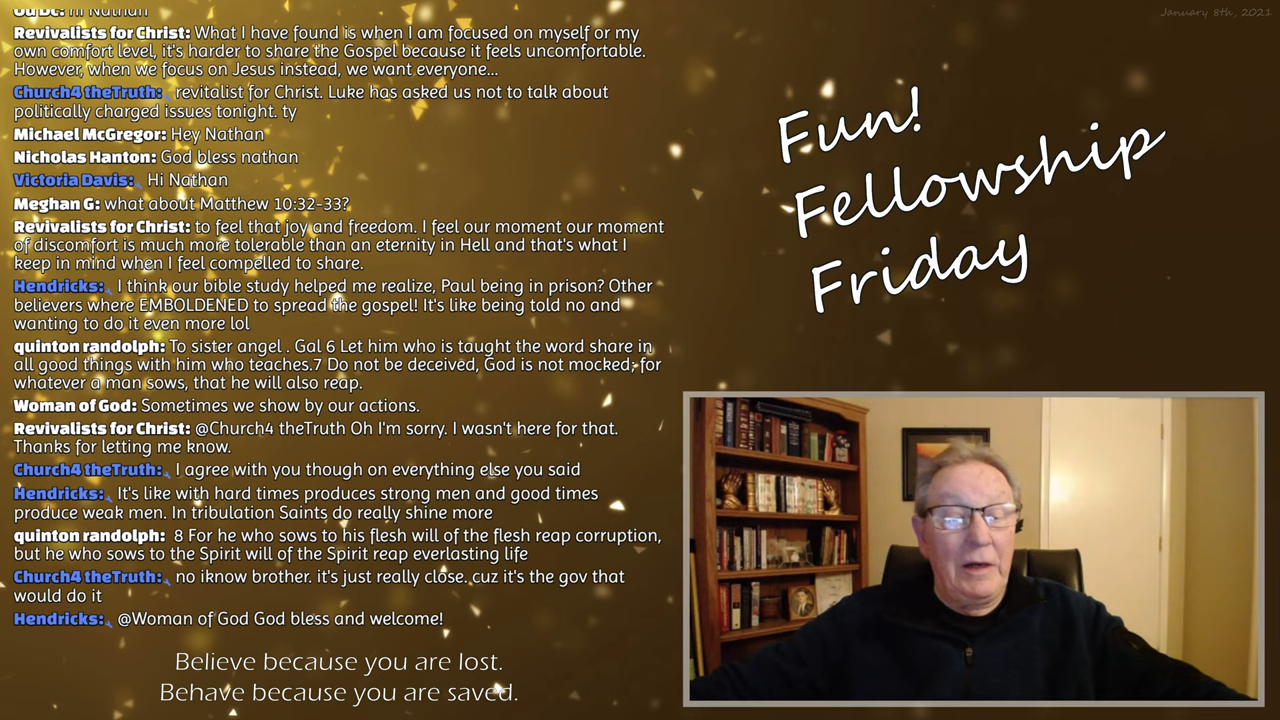 Hi Nathan
Revivalists for Christ: What I have found is when I am focused on myself or my
own comfort level, it's harder to share the Gospel because it feels uncomfortable.
However, when we focus on Jesus instead, we want everyone...
Church4 theTruth: revitalist for Christ. Luke has asked us not to talk about
politically charged issues tonight. ty
Michael McGregor: Hey Nathan
Nicholas Hanton: God bless nathan
Victoria Davis: Hi Nathan
Meghan G: what about Matthew 10:32-33?
Revivalists for Christ: to feel that joy and freedom. I feel our moment our moment
of discomfort is much more tolerable than an eternity in Hell and that's what I
keep in mind when I feel compelled to share.
Hendricks: I think our bible study helped me realize, Paul being in prison? Other
believers where EMBOLDENED to spread the gospel! It's like being told no and
wanting to do it even more lol
quinton randolph: To sister angel . Gal 6 Let him who is taught the word share in
all good things with him who teaches.7 Do not be deceived, God is not mocked; for
whatever a man sows, that he will also reap.
Woman of God: Sometimes we show by our actions.
Revivalists for Christ: @Church4 theTruth Oh I'm sorry. I wasn't here for that.
Thanks for letting me know.
Church4 theTruth: I agree with you though on everything else you said
Hendricks: It's like with hard times produces strong men and good times
produce weak men. In tribulation Saints do really shine more
quinton randolph: 8 For he who sows to his flesh will of the flesh reap corruption,
but he who sows to the Spirit will of the Spirit reap everlasting life
Church4 theTruth: no iknow brother. it's just really close. cuz it's the gov that
would do it
Hendricks: @Woman of God God bless and welcome!
Believe because you are lost.
Behave because you are saved.
January 8th, 2021
Fun!
Fellowship
Friday